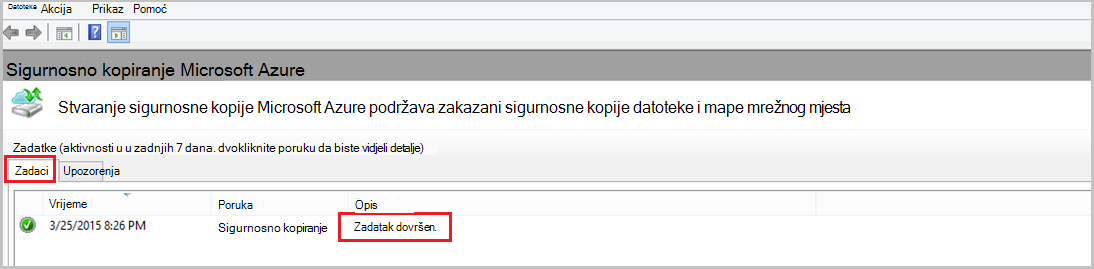 Datoteka Akcija Prikaz Pomoć
Sigurnosno kopiranje Microsoft Azure
Stvaranje sigurnosne kopije Microsoft Azure podržava zakazani sigurnosne kopije datoteke i mape mrežnog mjesta
Zadatke (aktivnosti u u zadnjih 7 dana. dvokliknite poruku da biste vidjeli detalje)
Zadaci Upozorenja
Vrijeme Poruka Opis
3/25/2015 8:26 PM Sigurnosno kopiranje Zadatak dovršen.